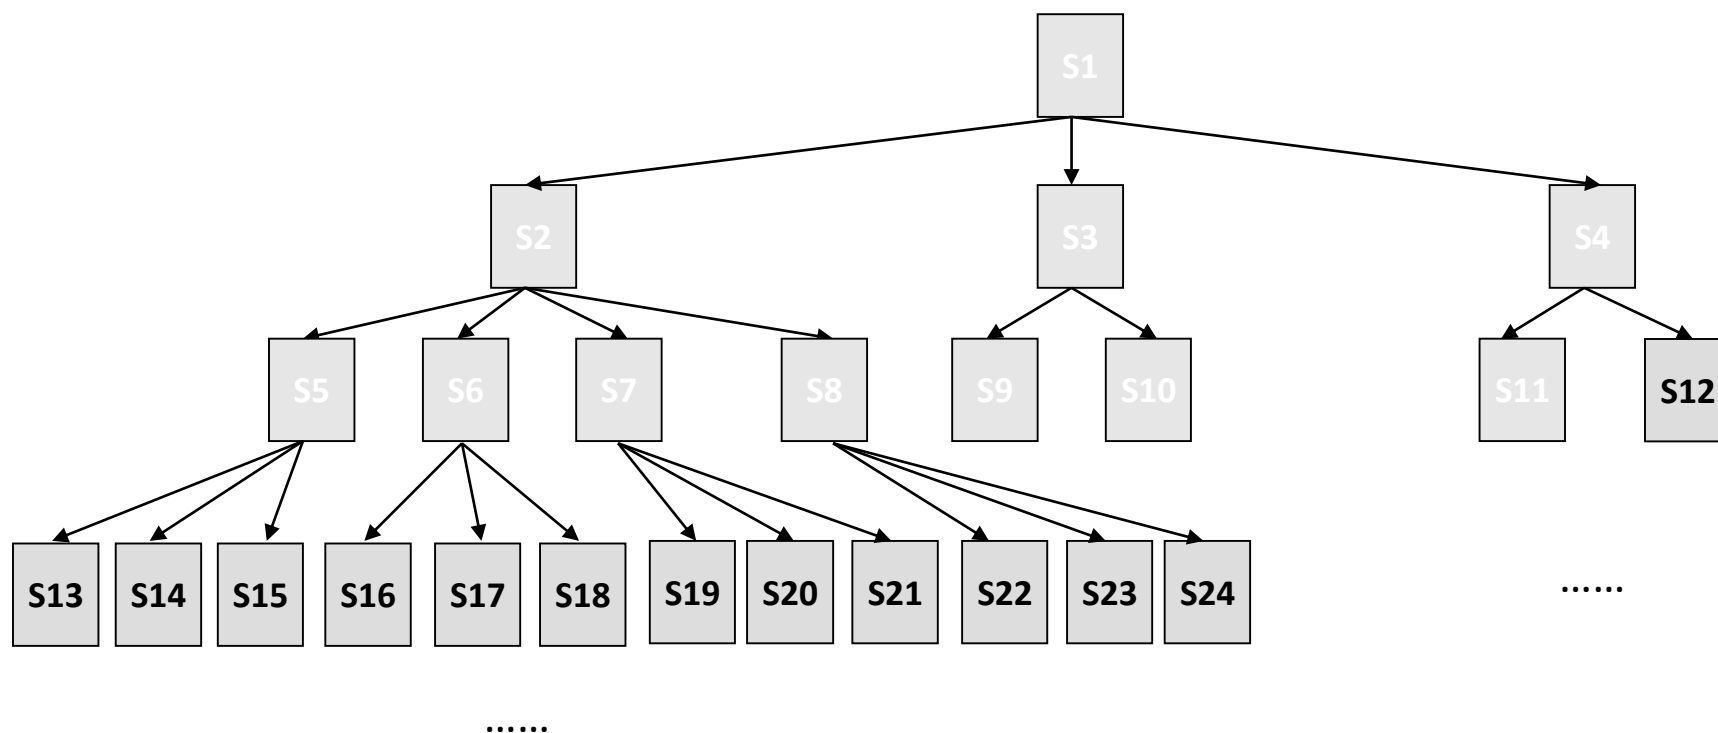 S1
S2 S3 S4
S5 S6 S7 S8 S9 S10 S11 S12
S13 S14 S15 S16 S17 S18 S19 S20 S21 S22 S23 S24 ……
……